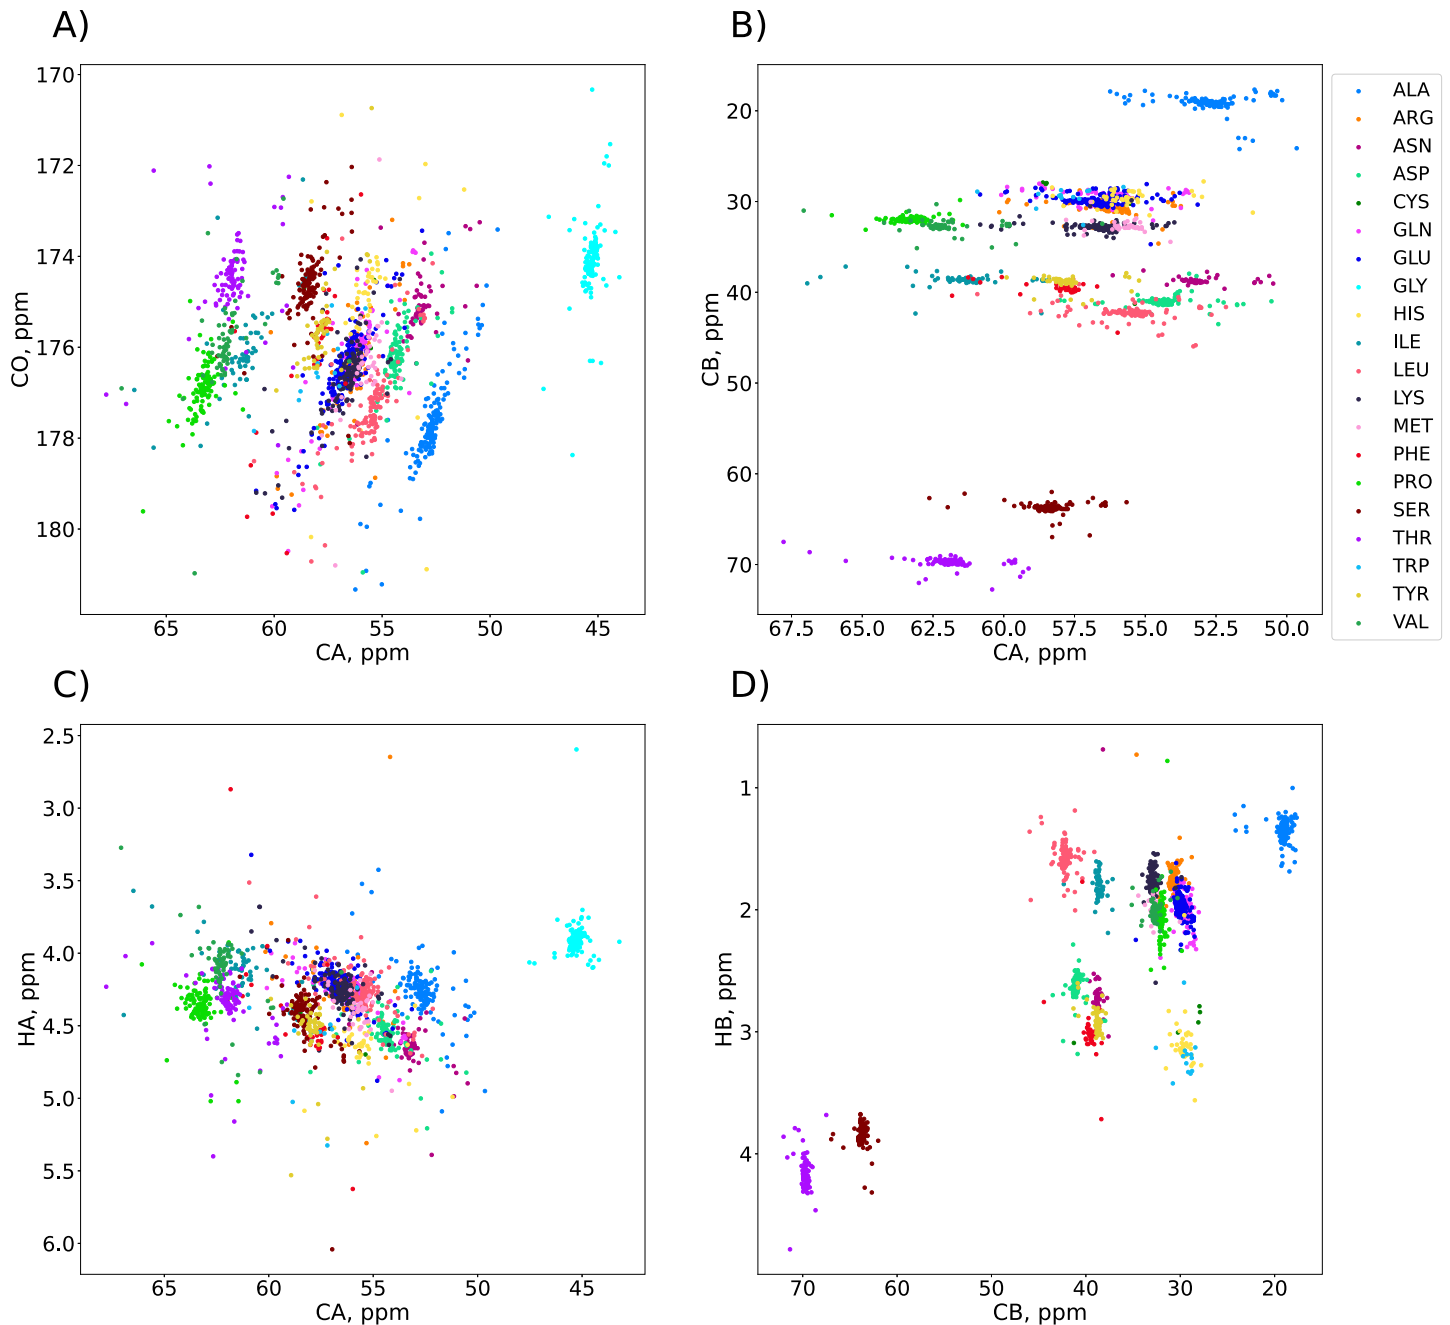 A)
170
172
174
176
178
180
CO, ppm
65
60
55
50
45
CA, ppm
B)
20
30
40
50
60
70
CB, ppm
67.5
65.0
62.5
60.0
57.5
55.0
52.5
50.0
CA, ppm
ALA
ARG
ASN
ASP
CYS
GLN
GLU
GLY
HIS
ILE
LEU
LYS
MET
PHE
PRO
SER
THR
TRP
TYR
VAL
C)
2.5
3.0
3.5
4.0
4.5
5.0
5.5
6.0
HA, ppm
65
60
55
50
45
CA, ppm
D)
1
2
3
4
HB, ppm
70
60
50
40
30
20
CB, ppm